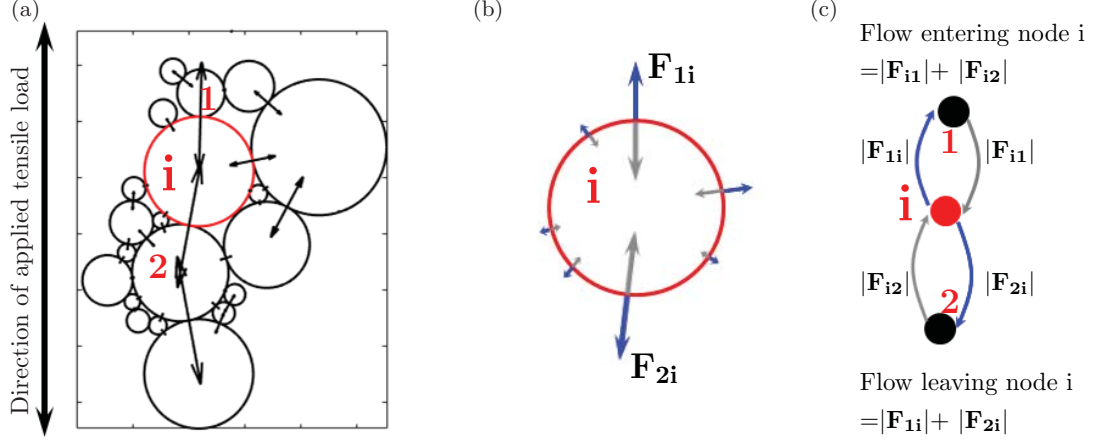 (a)
Direction of applied tensile load
1
i
2
(b)
F1i
i
F2i
(c)
Flow entering node i
=|Fi1|+ |Fi2|
1
|F1i|
|Fi1|
i
|Fi2|
|F2i|
2
Flow leaving node i
=|F1i|+ |F2i|